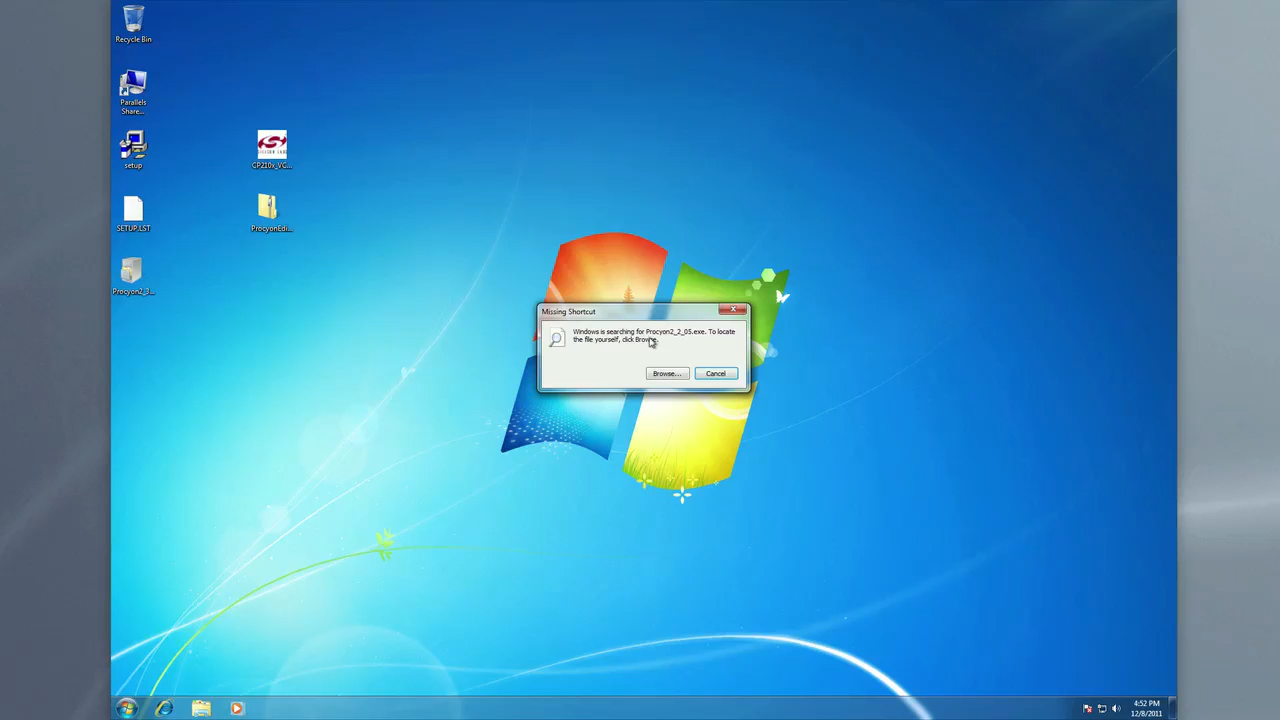 Recycle Bin
Parallels
Share...
setup
SETUP.LST
Procyon2_3...
CP210x_VC...
ProcyonEdi...
Missing Shortcut
Windows is searching for Procyon2_2_05.exe. To locate
the file yourself, click Browse.
Browse...
Cancel
4:52 PM
12/8/2011